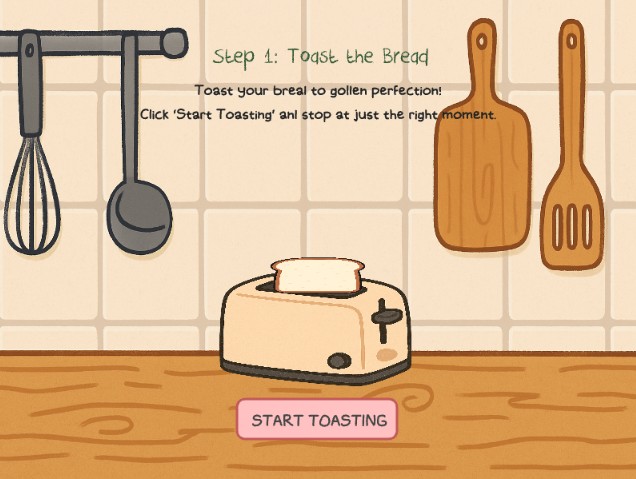 Step 1: Toast the Bread
Toast your breal to gollen perfection!
Click 'Start Toasting' anl stop at just the right moment.
START TOASTING